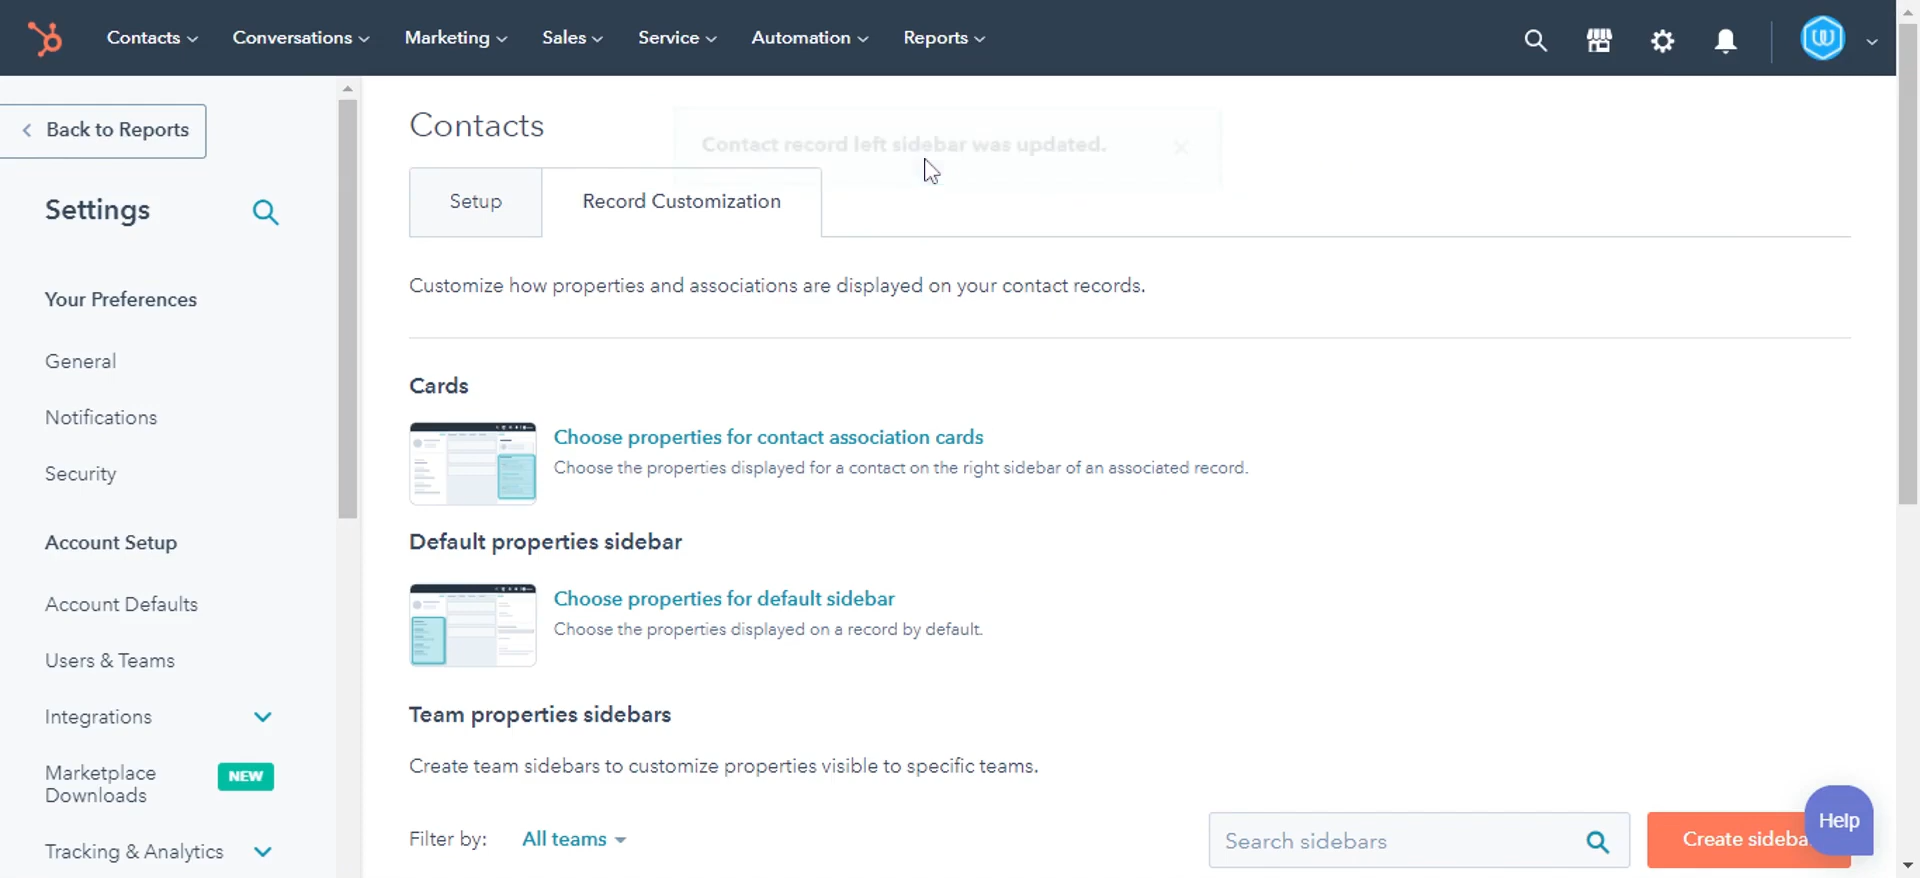 Contacts
Conversations
Marketing
Sales
Service
Automation
Reports
Back to Reports
Settings
Your Preferences
General
Notifications
Security
Account Setup
Account Defaults
Users & Teams
Integrations
Marketplace
Downloads
NEW
Tracking & Analytics
Contacts
Contact record left sidebar was updated.
Setup
Record Customization
Customize how properties and associations are displayed on your contact records.
Cards
Choose properties for contact association cards
Choose the properties displayed for a contact on the right sidebar of an associated record.
Default properties sidebar
Choose properties for default sidebar
Choose the properties displayed on a record by default.
Team properties sidebars
Create team sidebars to customize properties visible to specific teams.
Filter by: All teams
Search sidebars
Create sideba
Help